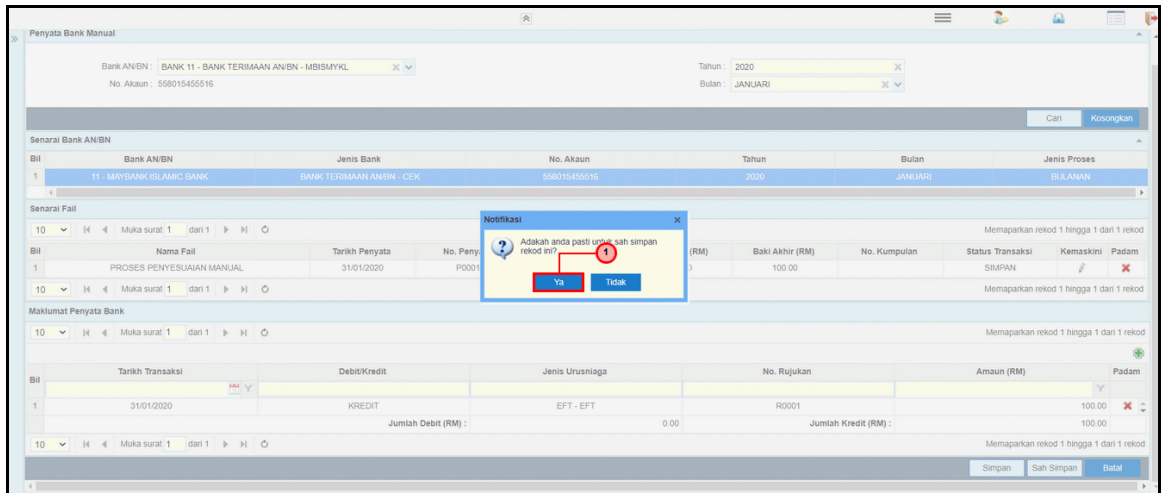 Penyata Bank Manual
Bank AN/BN : BANK 11 - BANK TERIMAAN AN/BN - MBISMYKL Tahun : 2020
No. Akaun : 558015455516 Bulan : JANUARI
Cari Kosongkan
Senarai Bank AN/BN
Bil Bank AN/BN Jenis Bank No. Akaun Tahun Bulan Jenis Proses
1 11 - MAYBANK ISLAMIC BANK BANK TERIMAAN AN/BN - CEK 558015455516 2020 JANUARI BULANAN
Senarai Fail
10 Muka surat 1 dari 1 Memaparkan rekod 1 hingga 1 dari 1 rekod
Bil Nama Fail Tarikh Penyata No. Peny (RM) Baki Akhir (RM) No. Kumpulan Status Transaksi Kemaskini Padam
1 PROSES PENYESUAIAN MANUAL 31/01/2020 P0001 100.00 SIMPAN
10 Muka surat 1 dari 1 Memaparkan rekod 1 hingga 1 dari 1 rekod
Notifikasi
Adakah anda pasti untuk sah simpan
rekod ini?
1
Ya Tidak
Maklumat Penyata Bank
10 Muka surat 1 dari 1 Memaparkan rekod 1 hingga 1 dari 1 rekod
Bil Tarikh Transaksi Debit/Kredit Jenis Urusniaga No. Rujukan Amaun (RM) Padam
1 31/01/2020 KREDIT EFT - EFT R0001 100.00
Jumlah Debit (RM) : 0.00 Jumlah Kredit (RM) : 100.00
10 Muka surat 1 dari 1 Memaparkan rekod 1 hingga 1 dari 1 rekod
Simpan Sah Simpan Batal